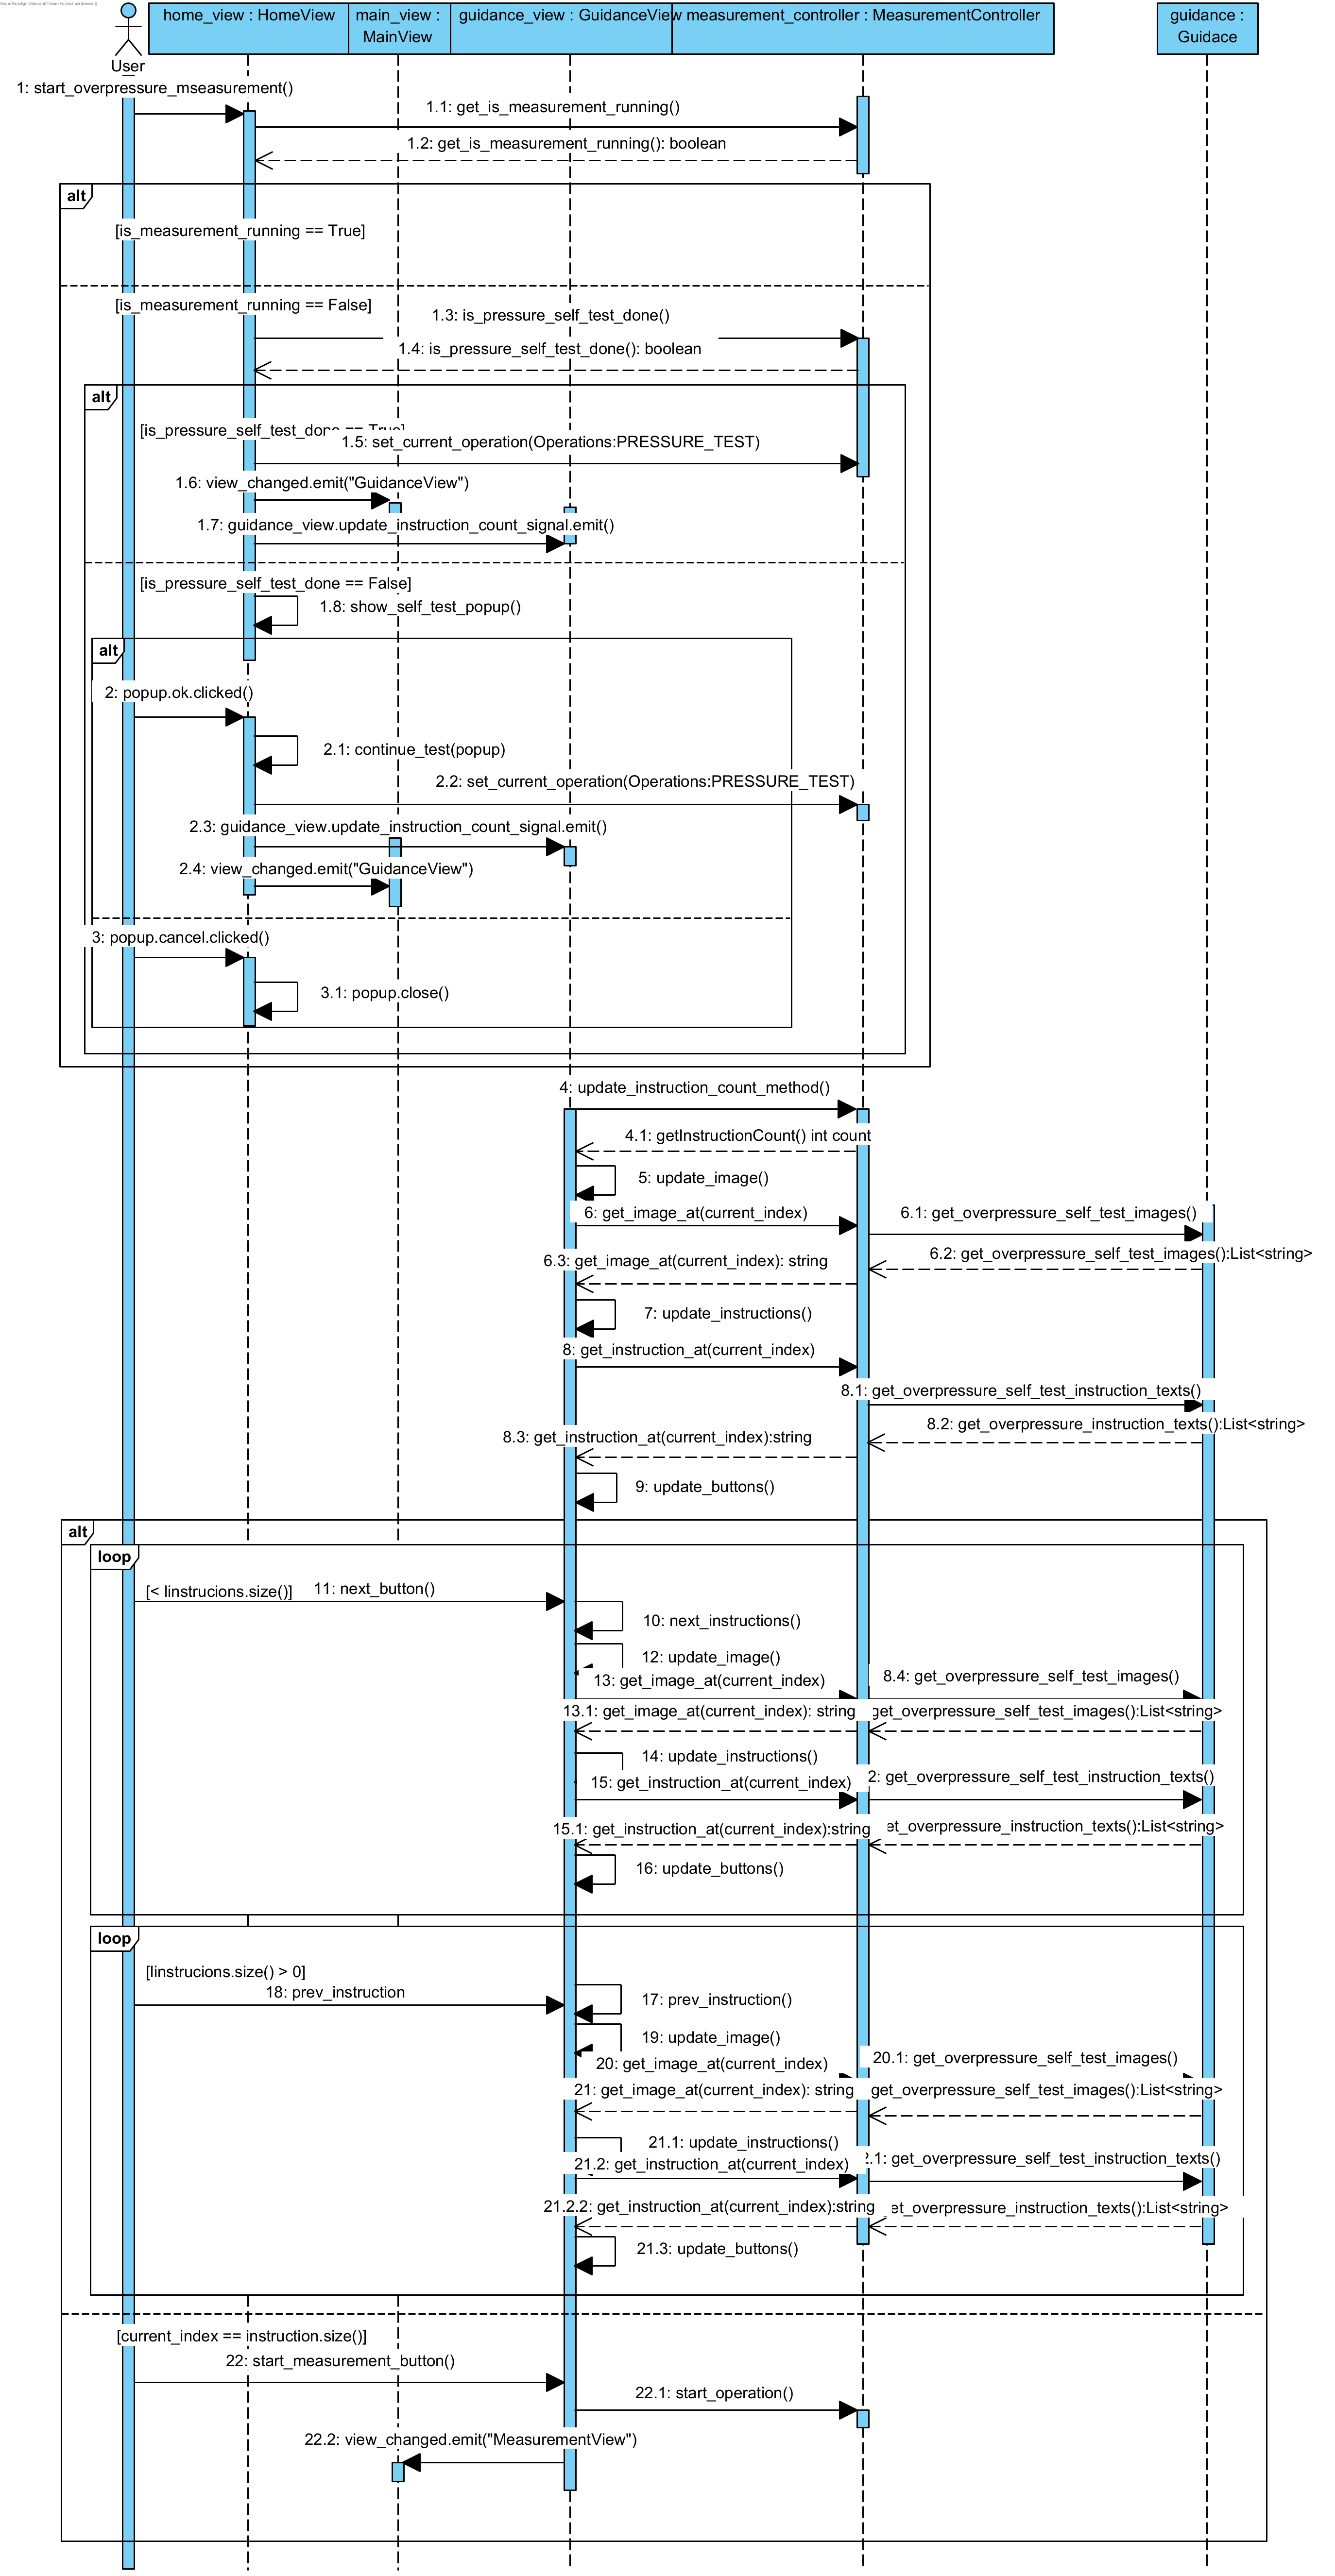 Visual Paradigm Standard(Tristan(Hochschule Bremen))
home_view : HomeView
main_view :
MainView
guidance_view : GuidanceView
measurement_controller : MeasurementController
guidance :
Guidace
User
1: start_overpressure_mseasurement()
1.1: get_is_measurement_running()
1.2: get_is_measurement_running(): boolean
alt
[is_measurement_running == True]
[is_measurement_running == False]
1.3: is_pressure_self_test_done()
1.4: is_pressure_self_test_done(): boolean
alt
[is_pressure_self_test_done == True]
1.5: set_current_operation(Operations:PRESSURE_TEST)
1.6: view_changed.emit("GuidanceView")
1.7: guidance_view.update_instruction_count_signal.emit()
[is_pressure_self_test_done == False]
1.8: show_self_test_popup()
alt
2: popup.ok.clicked()
2.1: continue_test(popup)
2.2: set_current_operation(Operations:PRESSURE_TEST)
2.3: guidance_view.update_instruction_count_signal.emit()
2.4: view_changed.emit("GuidanceView")
3: popup.cancel.clicked()
3.1: popup.close()
4: update_instruction_count_method()
4.1: getInstructionCount() int count
5: update_image()
6: get_image_at(current_index)
6.1: get_overpressure_self_test_images()
6.2: get_overpressure_self_test_images():List<string>
6.3: get_image_at(current_index): string
7: update_instructions()
8: get_instruction_at(current_index)
8.1: get_overpressure_self_test_instruction_texts()
8.2: get_overpressure_instruction_texts():List<string>
8.3: get_instruction_at(current_index):string
9: update_buttons()
alt
loop
[< linstrucions.size()]
11: next_button()
10: next_instructions()
12: update_image()
13: get_image_at(current_index)
8.4: get_overpressure_self_test_images()
13.1: get_image_at(current_index): string
get_overpressure_self_test_images():List<string>
14: update_instructions()
15: get_instruction_at(current_index)
2: get_overpressure_self_test_instruction_texts()
15.1: get_instruction_at(current_index):string
et_overpressure_instruction_texts():List<string>
16: update_buttons()
loop
[linstrucions.size() > 0]
18: prev_instruction
17: prev_instruction()
19: update_image()
20: get_image_at(current_index)
20.1: get_overpressure_self_test_images()
21: get_image_at(current_index): string
get_overpressure_self_test_images():List<string>
21.1: update_instructions()
21.2: get_instruction_at(current_index)
2.1: get_overpressure_self_test_instruction_texts()
21.2.2: get_instruction_at(current_index):string
et_overpressure_instruction_texts():List<string>
21.3: update_buttons()
[current_index == instruction.size()]
22: start_measurement_button()
22.1: start_operation()
22.2: view_changed.emit("MeasurementView")